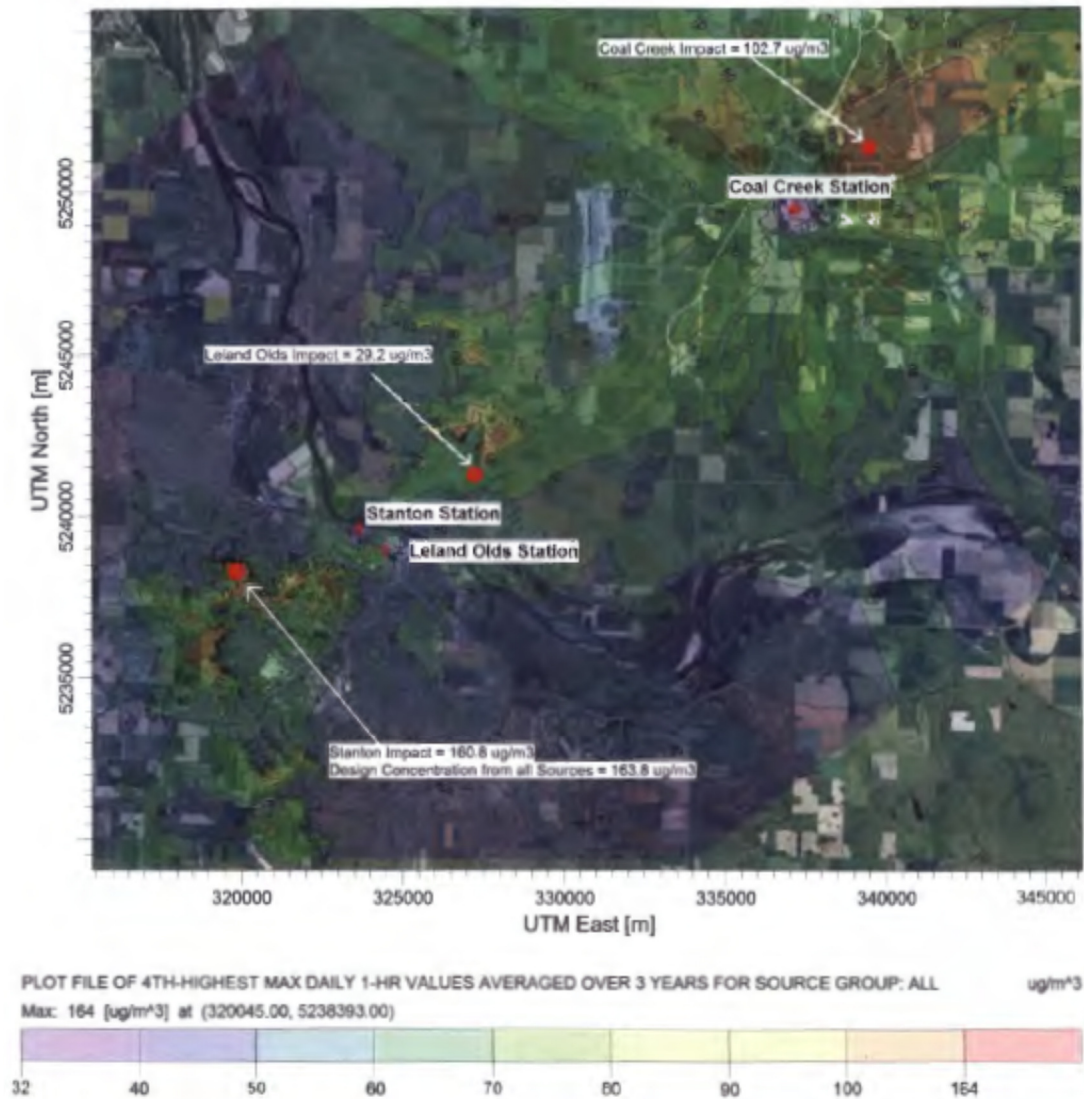 Coal Creek Impact = 102.7 ug/m3
Coal Creek Station
Leland Olds Impact = 29.2 ug/m3
Stanton Station
Leland Olds Station
Stanton Impact = 160.8 ug/m3
Design Concentration from all Sources = 163.8 ug/m3
UTM North [m]
5250000
5245000
5240000
5235000
320000 325000 330000 335000 340000 345000
UTM East [m]
PLOT FILE OF 4TH-HIGHEST MAX DAILY 1-HR VALUES AVERAGED OVER 3 YEARS FOR SOURCE GROUP: ALL ug/m^3
Max: 164 [ug/m^3] at (320045.00, 5238393.00)
32 40 50 60 70 80 90 100 164